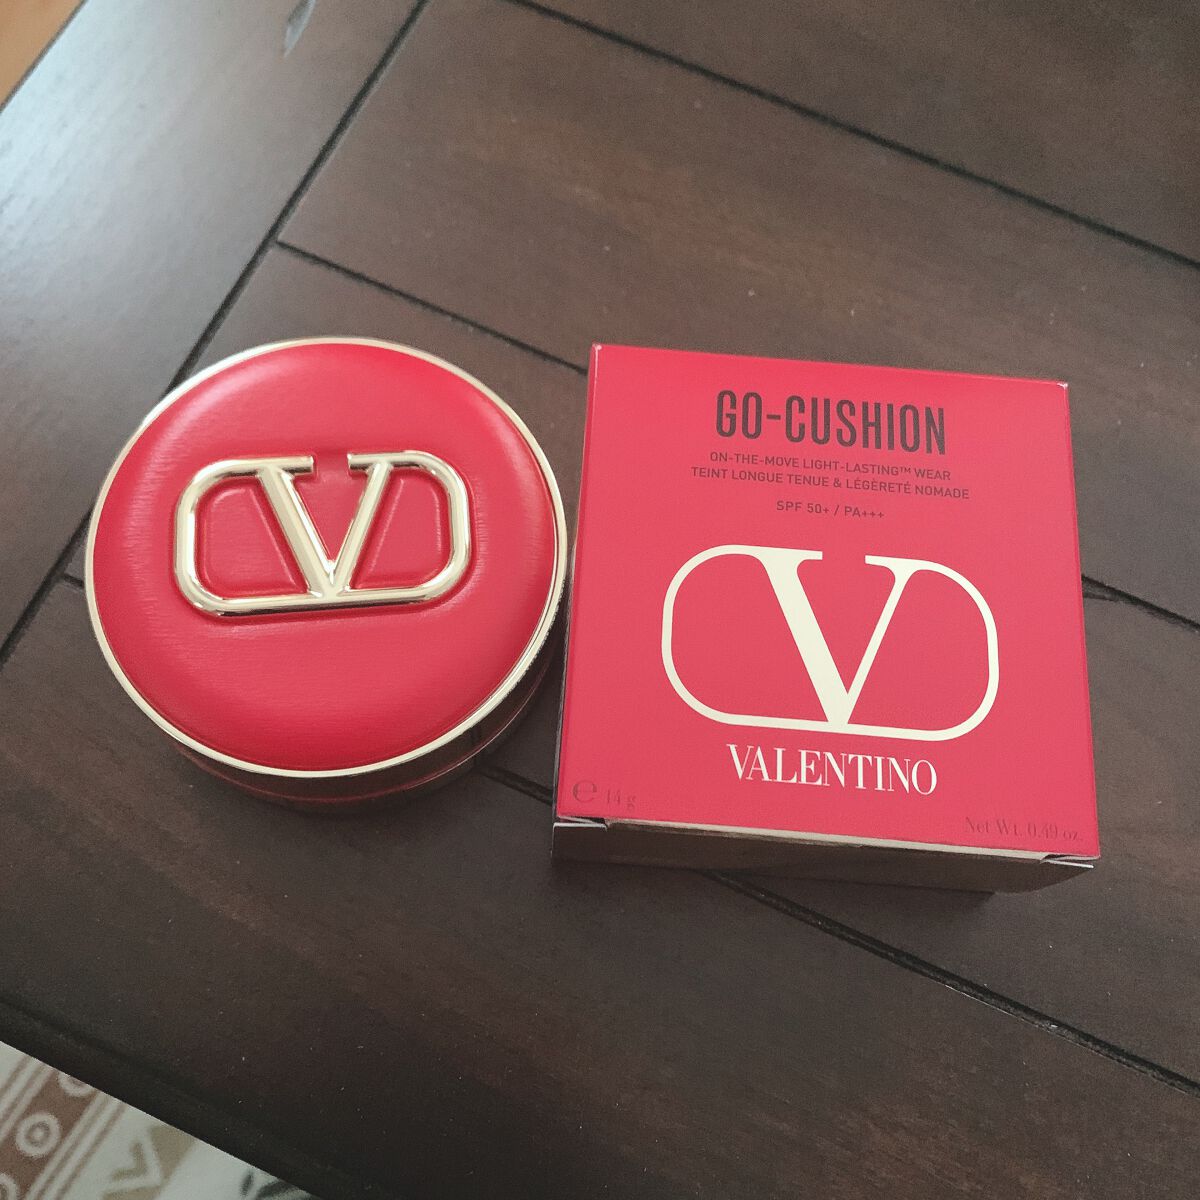 GO-CUSHION
ON-THE-MOVE LIGHT-LASTING™ WEAR
TEINT LONGUE TENUE & LÉGÈRETÉ NOMADE
SPF 50+ / PA+++
V
VALENTINO
℮ 14 g
Net Wt. 0.49 oz.
V